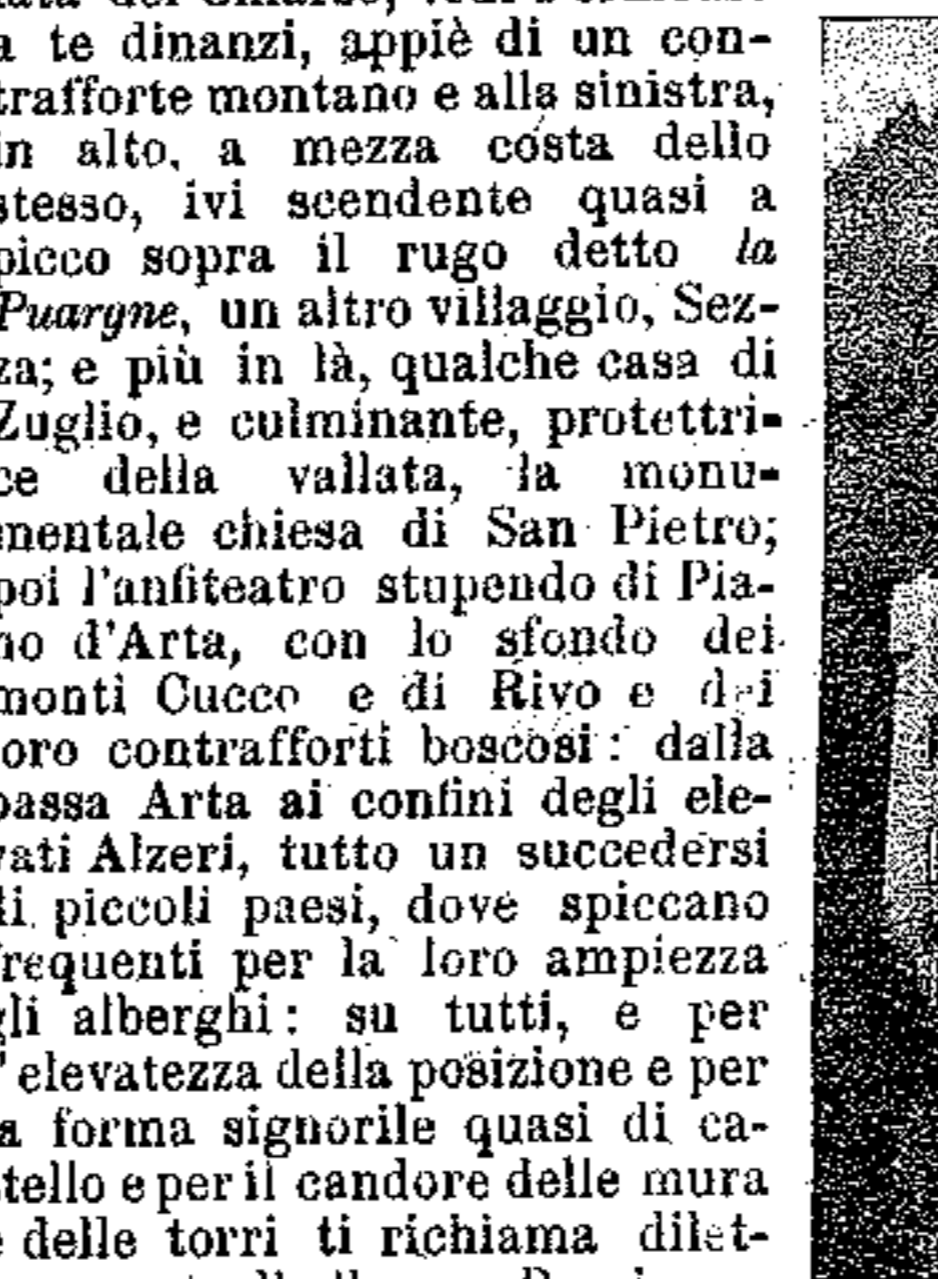 a te dinanzi, appiè di un con-
trafforte montano e alla sinistra,
in alto, a mezza costa dello
stesso, ivi scendente quasi a
picco sopra il rugo detto la
Puargne, un altro villaggio, Sez-
za; e più in là, qualche casa di
Zuglio, e culminante, protettri-
ce della vallata, la monu-
mentale chiesa di San Pietro;
poi l'anfiteatro stupendo di Pia-
no d'Arta, con lo sfondo dei
monti Cucco e di Rivo e dei
loro contrafforti boscosi: dalla
bassa Arta ai confini degli ele-
vati Alzeri, tutto un succedersi
di piccoli paesi, dove spiccano
frequenti per la loro ampiezza
gli alberghi: su tutti, e per
l'elevatezza della posizione e per
la forma signorile quasi di ca-
stello e per il candore delle mura
e delle torri ti richiama dilet-